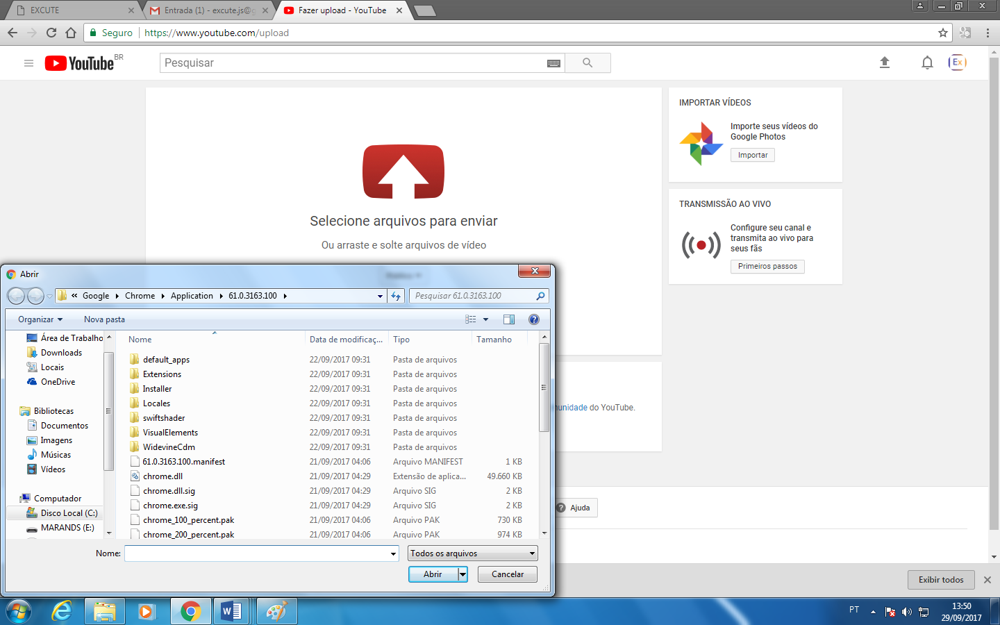 EXCUTE
Entrada (1) - excute.js@g
Fazer upload - YouTube
Seguro
https://www.youtube.com/upload
YouTube BR
Pesquisar
Ex
Selecione arquivos para enviar
Ou arraste e solte arquivos de vídeo
IMPORTAR VÍDEOS
Importe seus vídeos do
Google Photos
Importar
TRANSMISSÃO AO VIVO
Configure seu canal e
transmita ao vivo para
seus fãs
Primeiros passos
Abrir
« Google Chrome Application 61.0.3163.100
Pesquisar 61.0.3163.100
Organizar
Nova pasta
Área de Trabalho
Downloads
Locais
OneDrive
Bibliotecas
Documentos
Imagens
Músicas
Vídeos
Computador
Disco Local (C:)
MARANDS (E:)
Nome Data de modificaç... Tipo Tamanho
default_apps 22/09/2017 09:31 Pasta de arquivos
Extensions 22/09/2017 09:31 Pasta de arquivos
Installer 22/09/2017 09:31 Pasta de arquivos
Locales 22/09/2017 09:31 Pasta de arquivos
swiftshader 22/09/2017 09:31 Pasta de arquivos
VisualElements 22/09/2017 09:31 Pasta de arquivos
WidevineCdm 22/09/2017 09:31 Pasta de arquivos
61.0.3163.100.manifest 21/09/2017 04:06 Arquivo MANIFEST 1 KB
chrome.dll 21/09/2017 04:29 Extensão de aplica... 49.660 KB
chrome.dll.sig 21/09/2017 04:29 Arquivo SIG 2 KB
chrome.exe.sig 21/09/2017 04:29 Arquivo SIG 2 KB
chrome_100_percent.pak 21/09/2017 04:06 Arquivo PAK 730 KB
chrome_200_percent.pak 21/09/2017 04:06 Arquivo PAK 974 KB
Nome:
Todos os arquivos
Abrir
Cancelar
munidade do YouTube.
Ajuda
Exibir todos
PT
13:50
29/09/2017